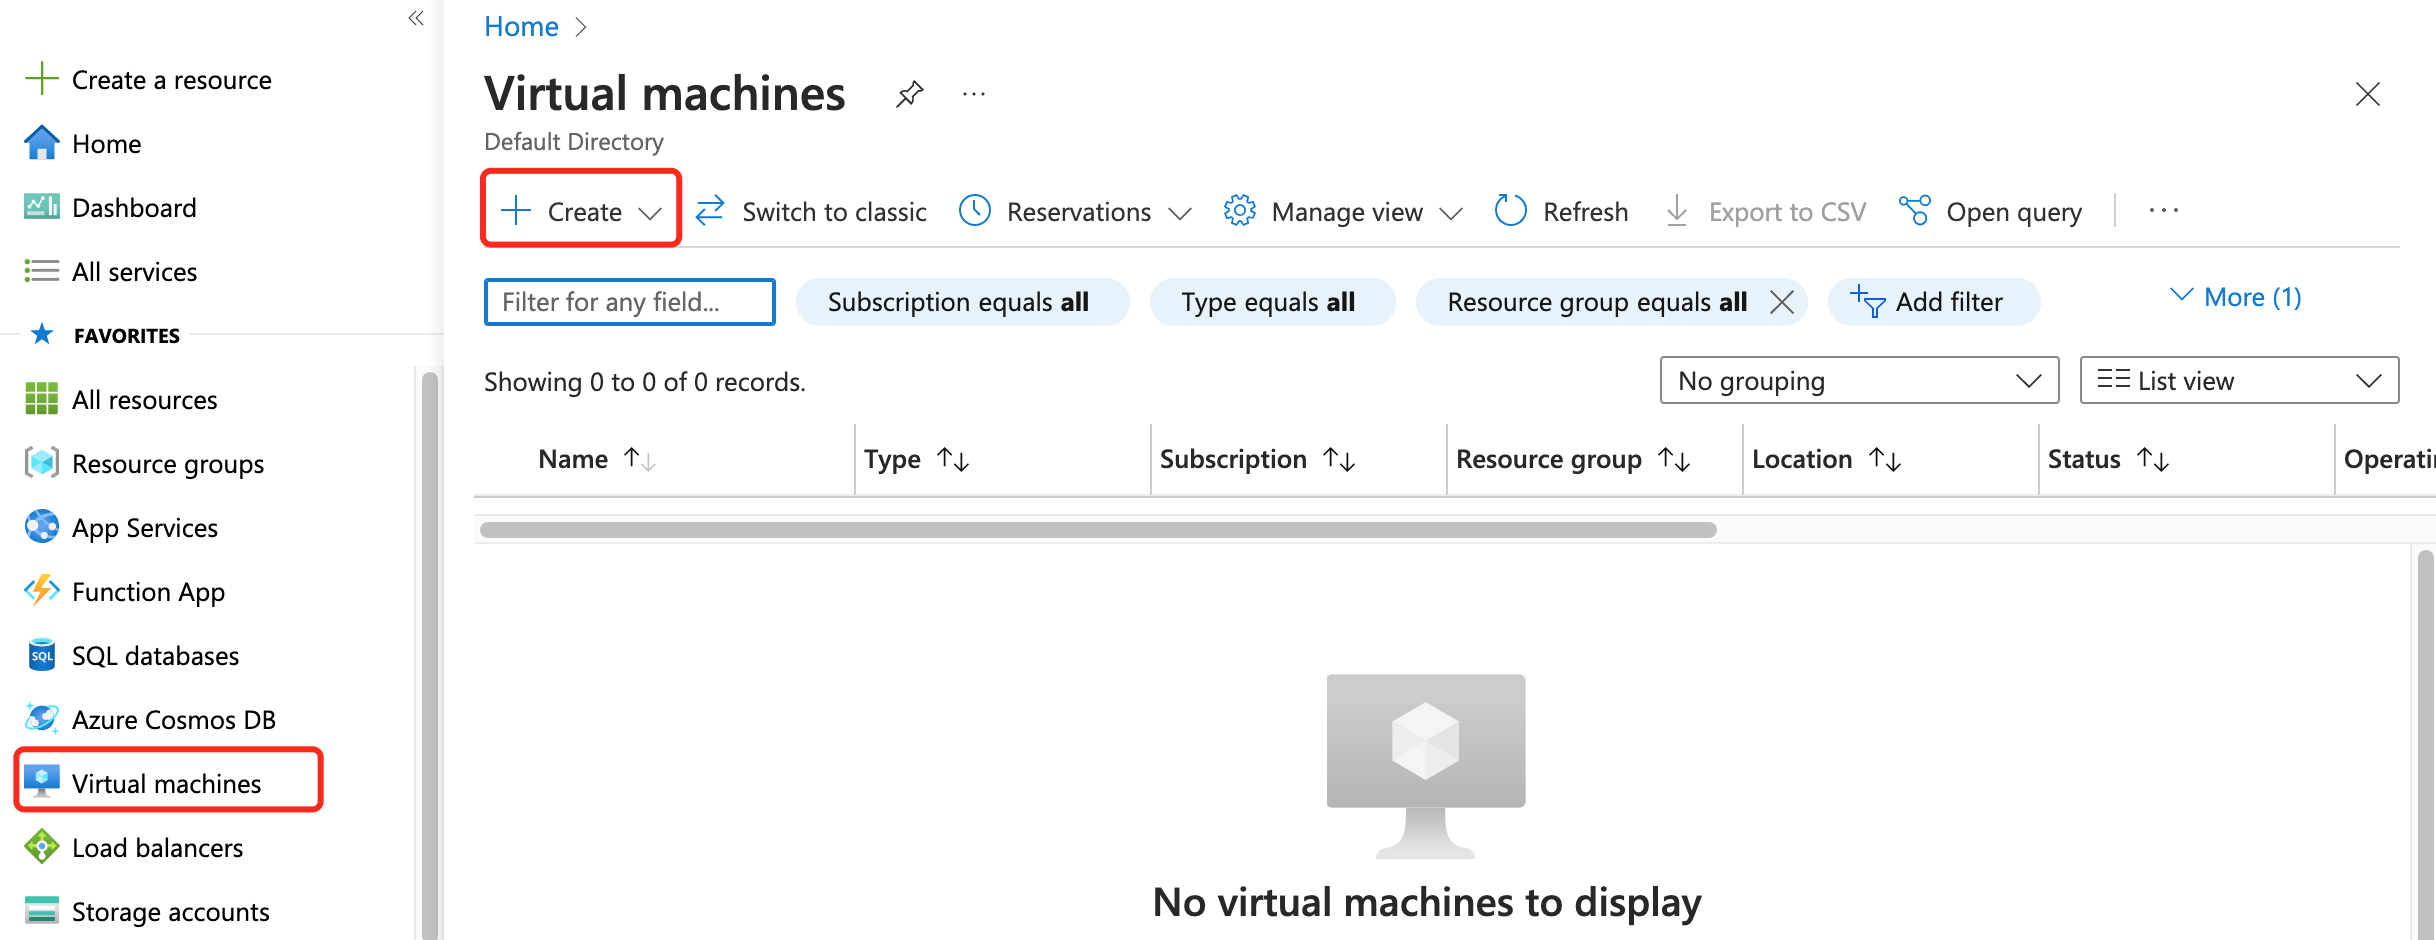 Create a resource
Home
Dashboard
All services
FAVORITES
All resources
Resource groups
App Services
Function App
SQL
SQL databases
Azure Cosmos DB
Virtual machines
Load balancers
Storage accounts
Home
Virtual machines
Default Directory
Create Switch to classic Reservations Manage view Refresh Export to CSV Open query
Filter for any field... Subscription equals all Type equals all Resource group equals all Add filter More (1)
Showing 0 to 0 of 0 records. No grouping List view
Name Type Subscription Resource group Location Status Operati
No virtual machines to display